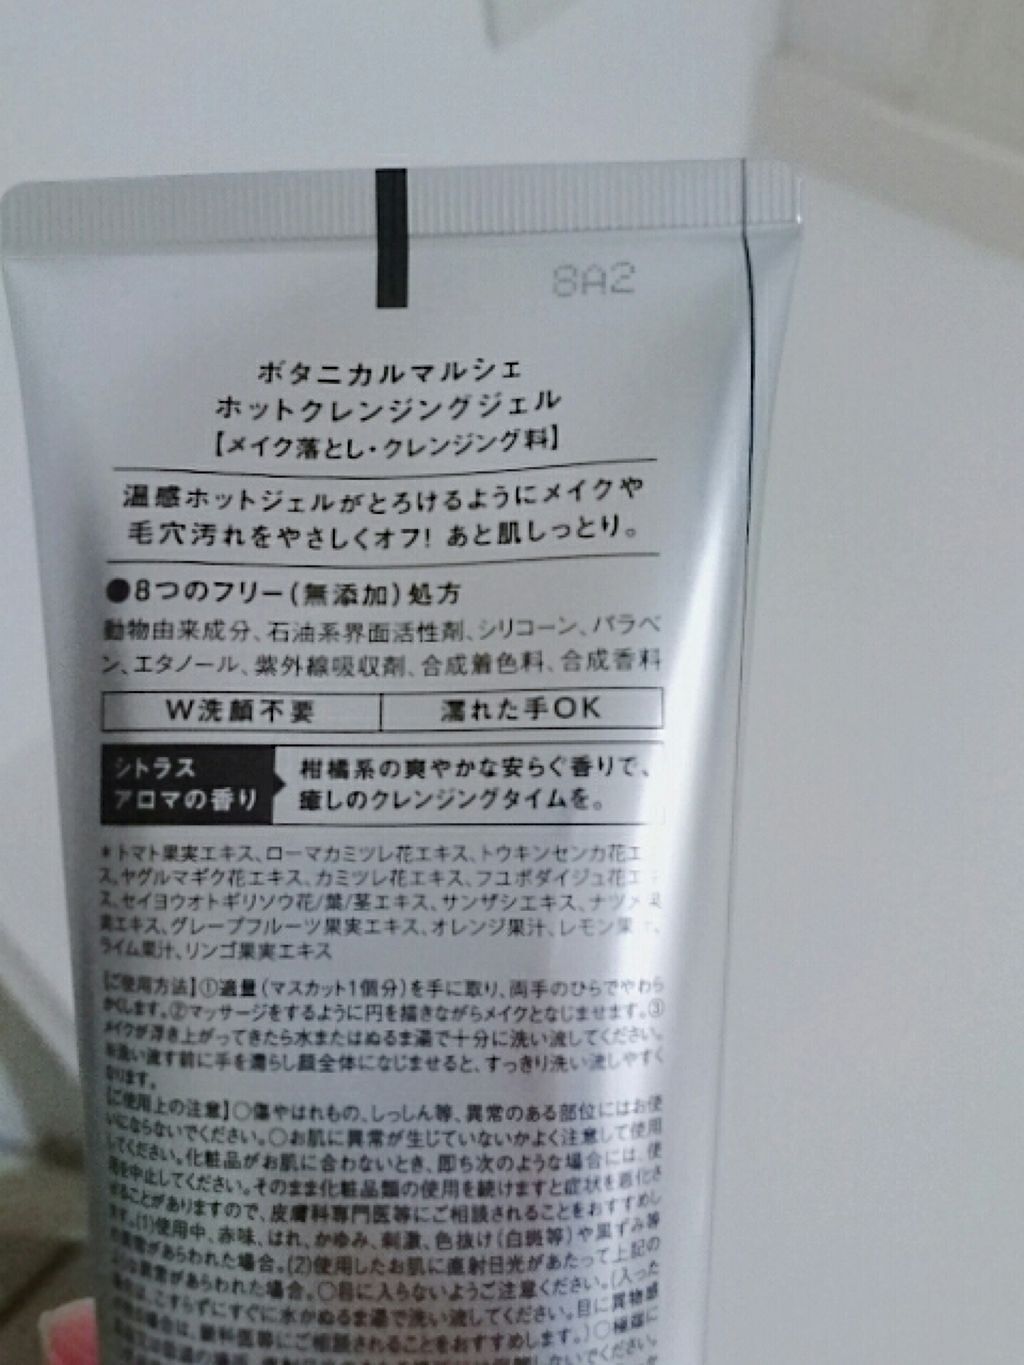 8A2
ボタニカルマルシェ
ホットクレンジングジェル
【メイク落とし・クレンジング料】
温感ホットジェルがとろけるようにメイクや
毛穴汚れをやさしくオフ! あと肌しっとり。
●8つのフリー(無添加)処方
動物由来成分、石油系界面活性剤、シリコーン、パラベ
ン、エタノール、紫外線吸収剤、合成着色料、合成香料
W洗顔不要
濡れた手OK
シトラス
アロマの香り
柑橘系の爽やかな安らぐ香りで、
癒しのクレンジングタイムを。
*トマト果実エキス、ローマカミツレ花エキス、トウキンセンカ花エ
ス、ヤグルマギク花エキス、カミツレ花エキス、フユボダイジュ花エ
ス、セイヨウオトギリソウ花/葉/茎エキス、サンザシエキス、ナツメ
実エキス、グレープフルーツ果実エキス、オレンジ果汁、レモン果
ライム果汁、リンゴ果実エキス
【ご使用方法】①適量(マスカット1個分)を手に取り、両手のひらでやわら
かくします。②マッサージをするように円を描きながらメイクとなじませます。③
メイクが浮き上がってきたら水またはぬるま湯で十分に洗い流してください。
洗い流す前に手を濡らし顔全体になじませると、すっきり洗い流しやすく
なります。
【ご使用上の注意】○傷やはれもの、しっしん等、異常のある部位にはお使
いにならないでください。○お肌に異常が生じていないかよく注意して使用
してください。化粧品がお肌に合わないとき、即ち次のような場合には、使
用を中止してください。そのまま化粧品類の使用を続けますと症状を悪化さ
せることがありますので、皮膚科専門医等にご相談されることをおすすめし
ます。(1)使用中、赤味、はれ、かゆみ、刺激、色抜け(白斑等)や黒ずみ等
の異常があらわれた場合。(2)使用したお肌に直射日光があたって上記の
ような異常があらわれた場合。○目に入らないようご注意ください。(入った
場合は、こすらずにすぐに水かぬるま湯で洗い流してください。目に異物感
の場合は、眼科医等にご相談されることをおすすめします。)○極端に